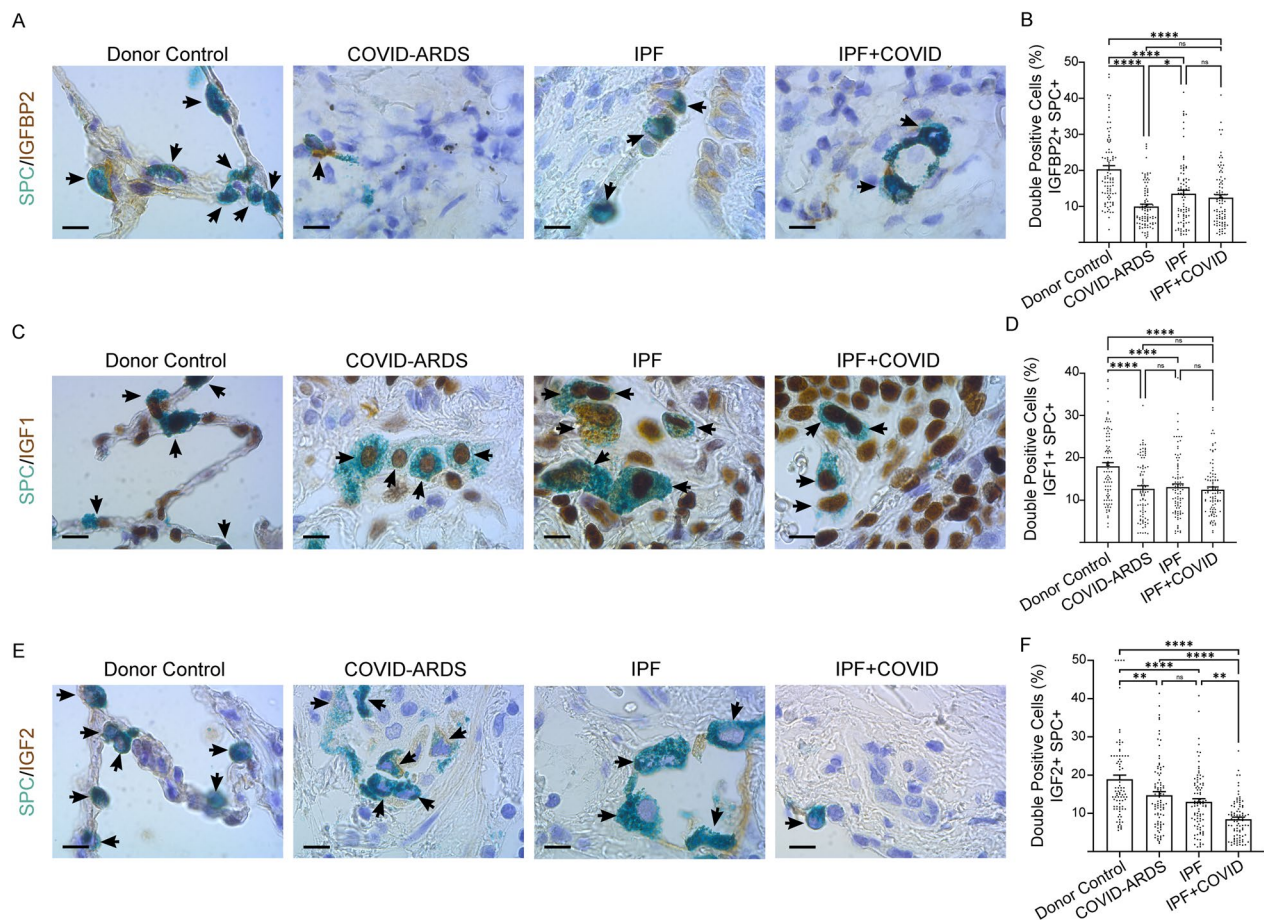 A
Donor Control
COVID-ARDS
IPF
IPF+COVID
SPC/IGFBP2
B
Double Positive Cells (%)
IGFBP2+ SPC+
50
40
30
20
10
****
ns
****
****
*
ns
Donor Control
COVID-ARDS
IPF
IPF+COVID
C
Donor Control
COVID-ARDS
IPF
IPF+COVID
SPC/IGF1
D
Double Positive Cells (%)
IGF1+ SPC+
40
30
20
10
****
ns
****
****
ns
ns
Donor Control
COVID-ARDS
IPF
IPF+COVID
E
Donor Control
COVID-ARDS
IPF
IPF+COVID
SPC/IGF2
F
Double Positive Cells (%)
IGF2+ SPC+
50
40
30
20
10
****
****
****
**
ns
**
Donor Control
COVID-ARDS
IPF
IPF+COVID